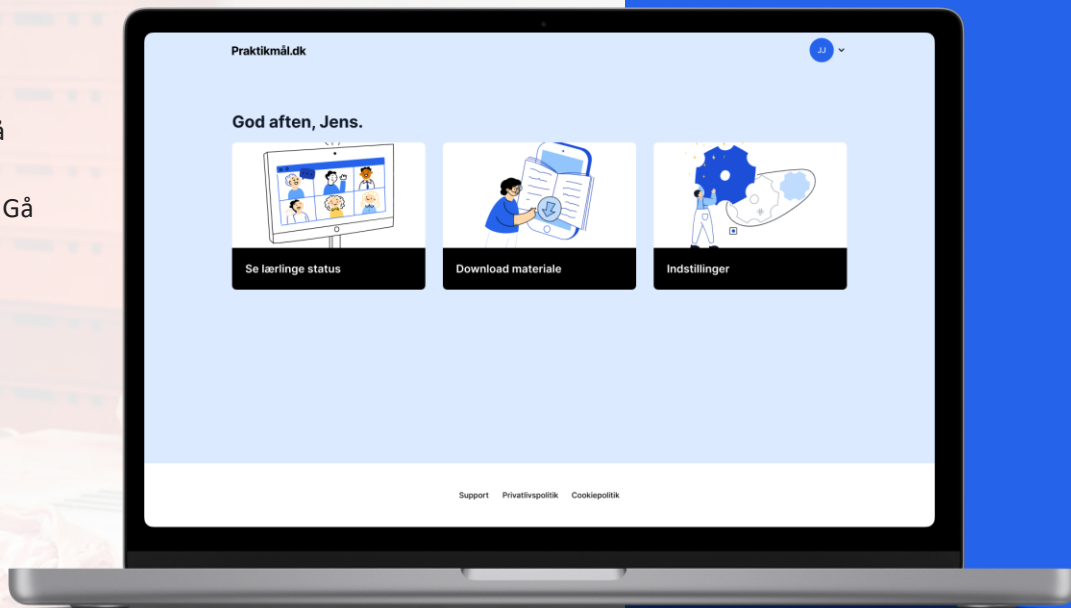 å
Gå
Praktikmål.dk
JJ
God aften, Jens.
Se lærlinge status
Download materiale
Indstillinger
Support Privatlivspolitik Cookiepolitik